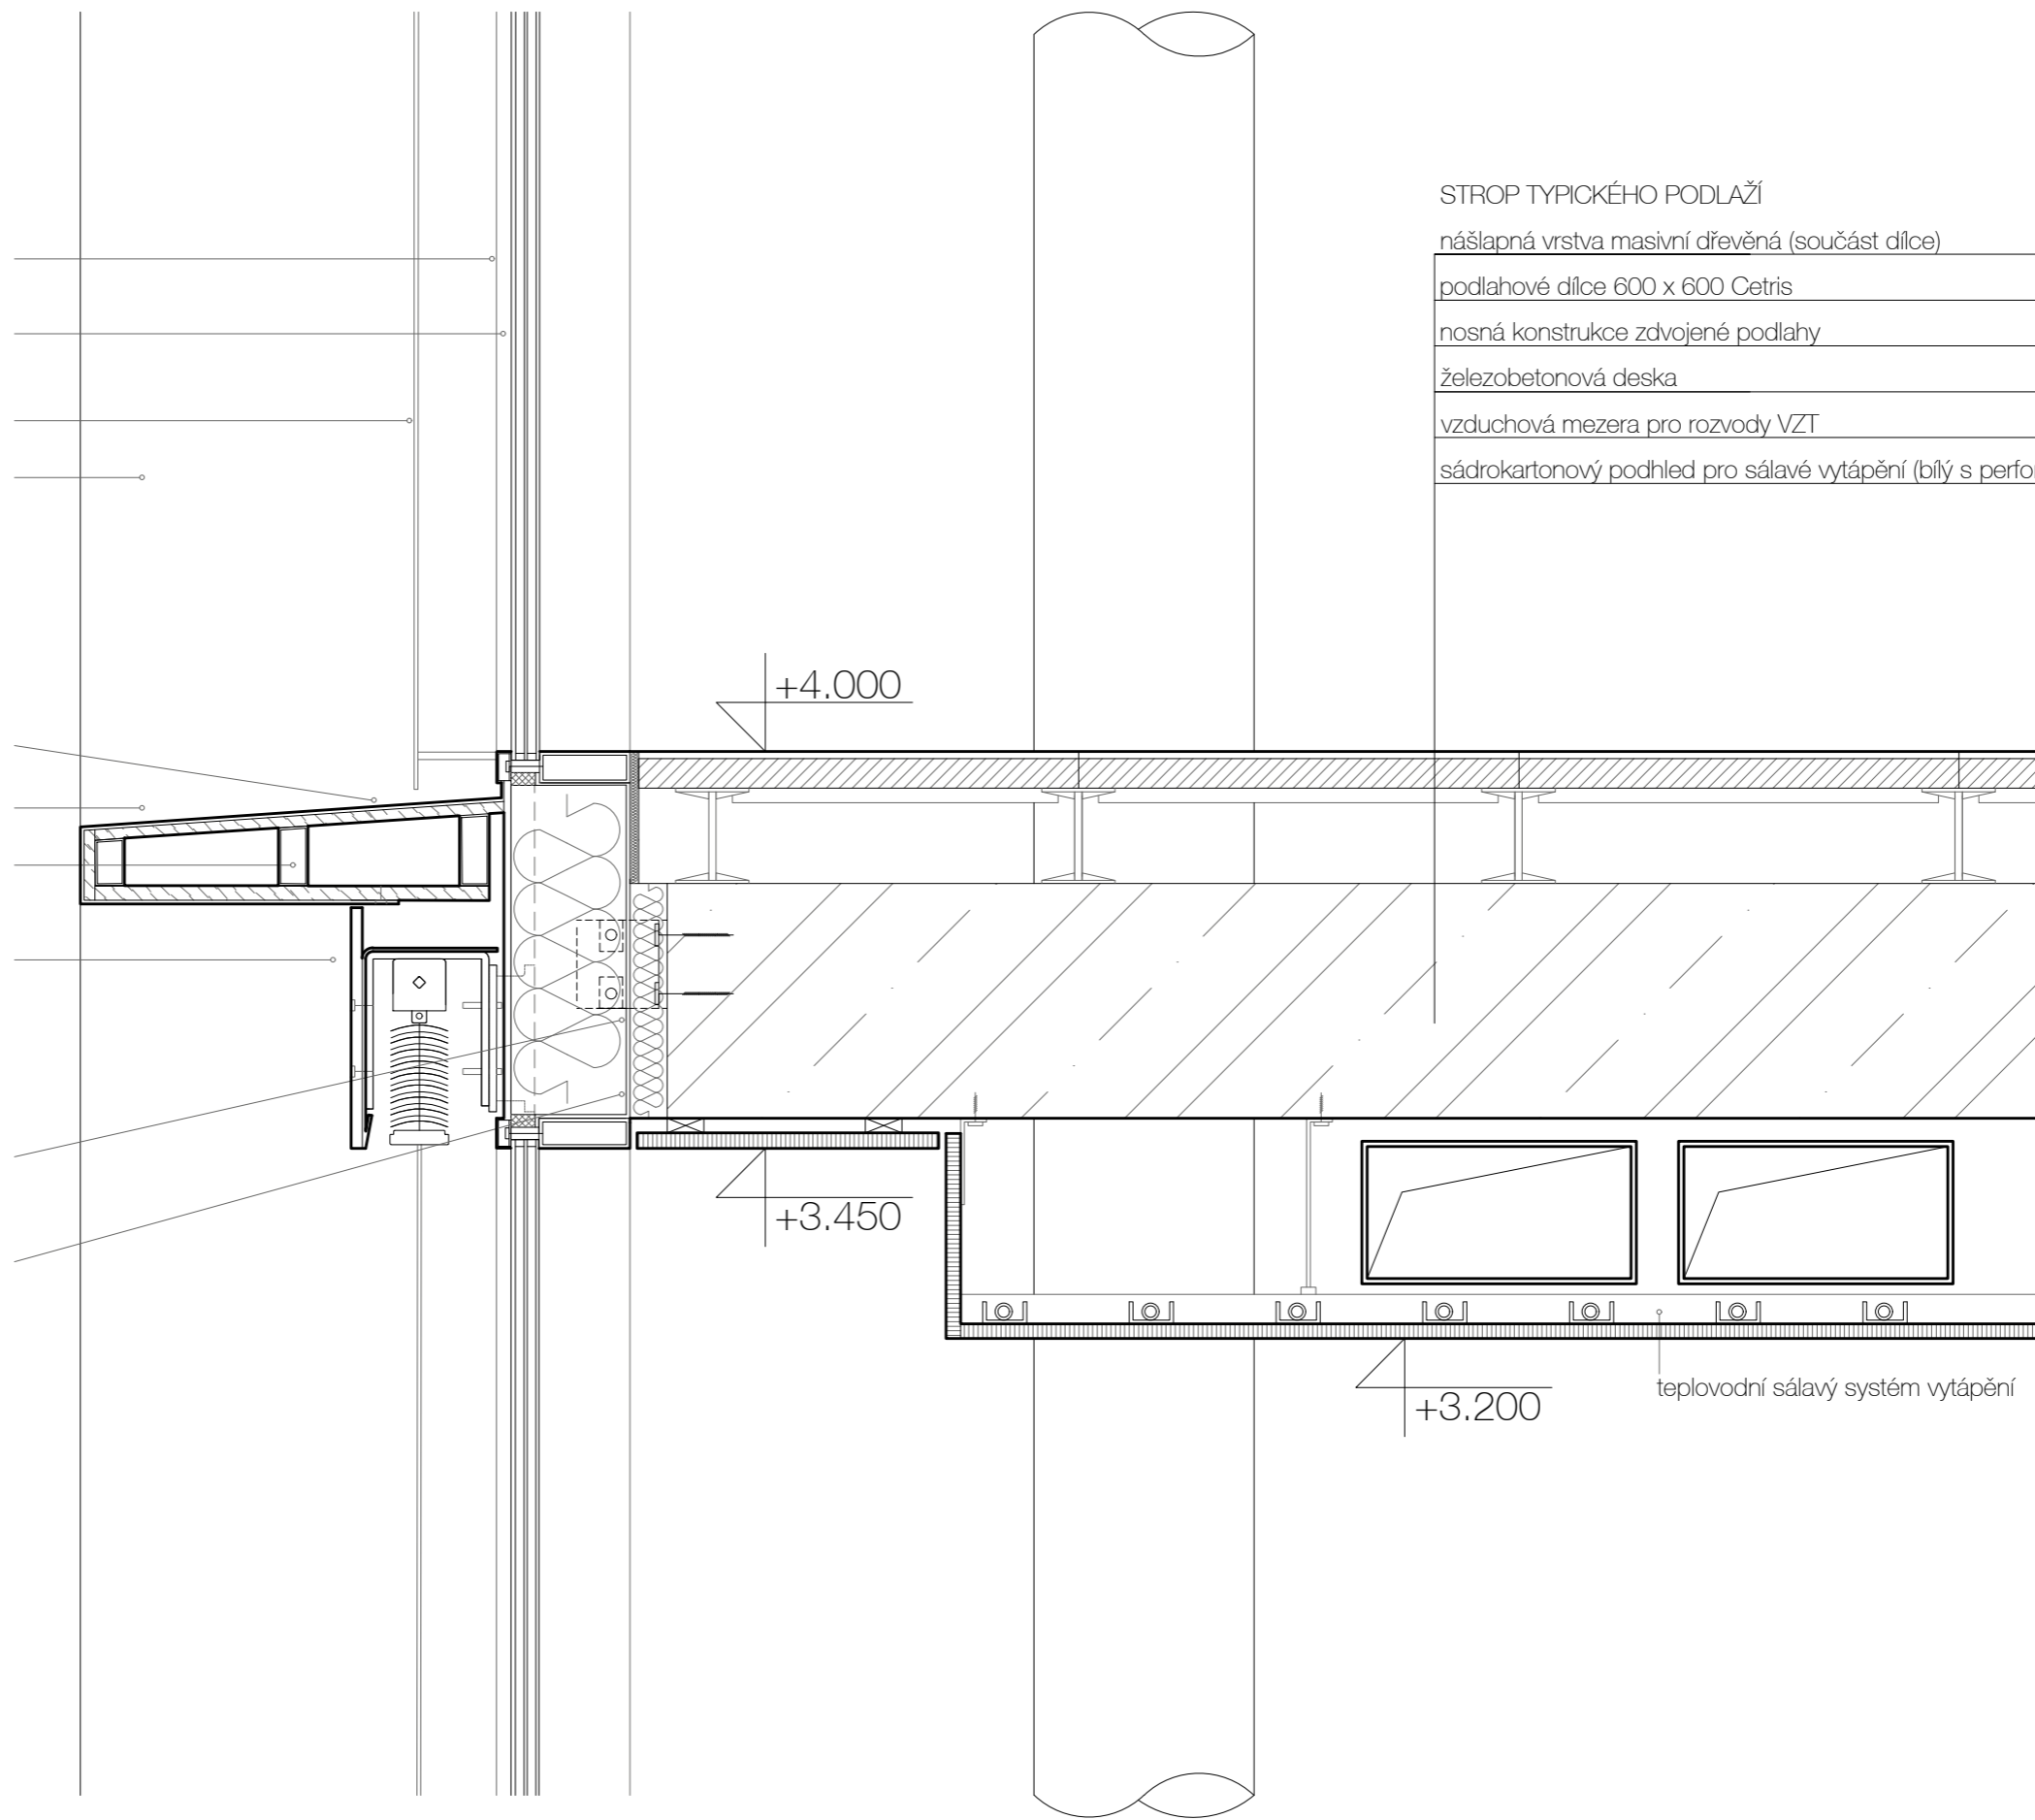 STROP TYPICKÉHO PODLAŽÍ
nášlapná vrstva masivní dřevěná (součást dílce)
podlahové dílce 600 x 600 Cetris
nosná konstrukce zdvojené podlahy
železobetonová deska
vzduchová mezera pro rozvody VZT
sádrokartonový podhled pro sálavé vytápění (bílý s perfo
+4.000
+3.450
+3.200
teplovodní sálavý systém vytápění